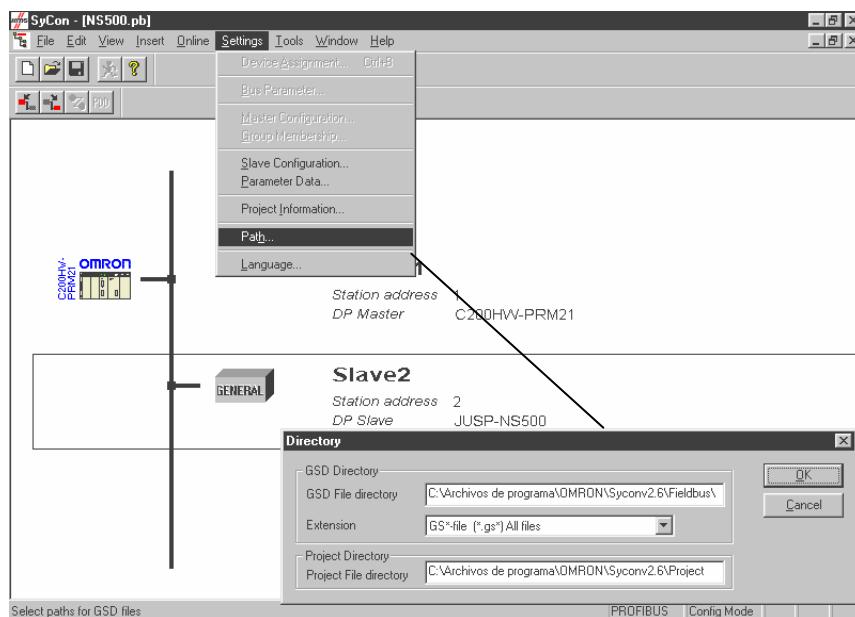 SyCon - [NS500.pb]
File Edit View Insert Online Settings Tools Window Help
Device Assignment... Ctrl+B
Bus Parameter...
Master Configuration...
Group Membership...
Slave Configuration...
Parameter Data...
Project Information...
Path...
Language...
PDD
C200HW-
PRM21
OMRON
Station address 1
DP Master C200HW-PRM21
GENERAL
Slave2
Station address 2
DP Slave JUSP-NS500
Directory
GSD Directory
GSD File directory C:\Archivos de programa\OMRON\Syconv2.6\Fieldbus\
Extension GS*-file (*.gs*) All files
Project Directory
Project File directory C:\Archivos de programa\OMRON\Syconv2.6\Project
OK
Cancel
Select paths for GSD files PROFIBUS Config Mode